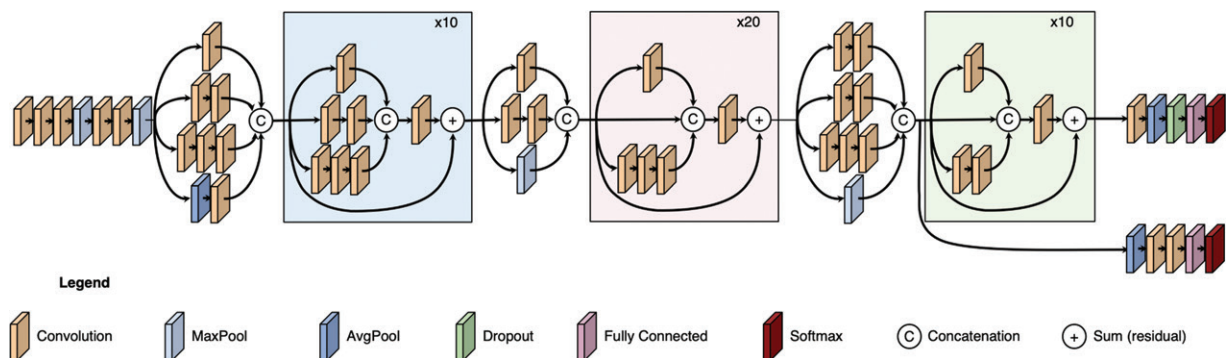 x10
x20
x10
C
C
+
C
C
+
C
C
+
Legend
Convolution
MaxPool
AvgPool
Dropout
Fully Connected
Softmax
C
Concatenation
+
Sum (residual)